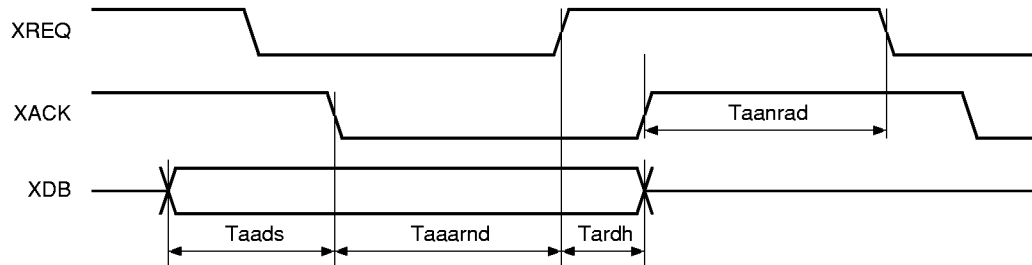 XREQ
XACK
Taanrad
XDB
Taads Taaarnd Tardh